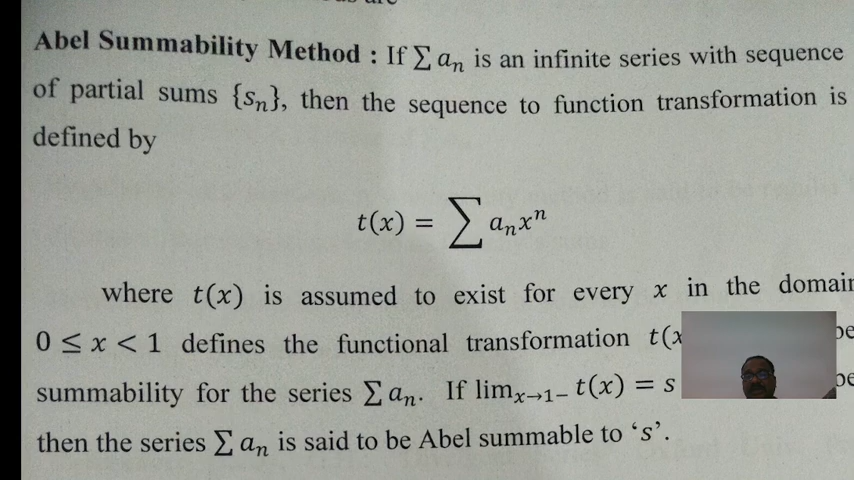 Abel Summability Method : If ∑ aₙ is an infinite series with sequence
of partial sums {sₙ}, then the sequence to function transformation is
defined by
t(x) = ∑ aₙxⁿ
where t(x) is assumed to exist for every x in the domain
0 ≤ x < 1 defines the functional transformation t(x
summability for the series ∑ aₙ. If limₓ→₁₋ t(x) = s
then the series ∑ aₙ is said to be Abel summable to ‘s’.